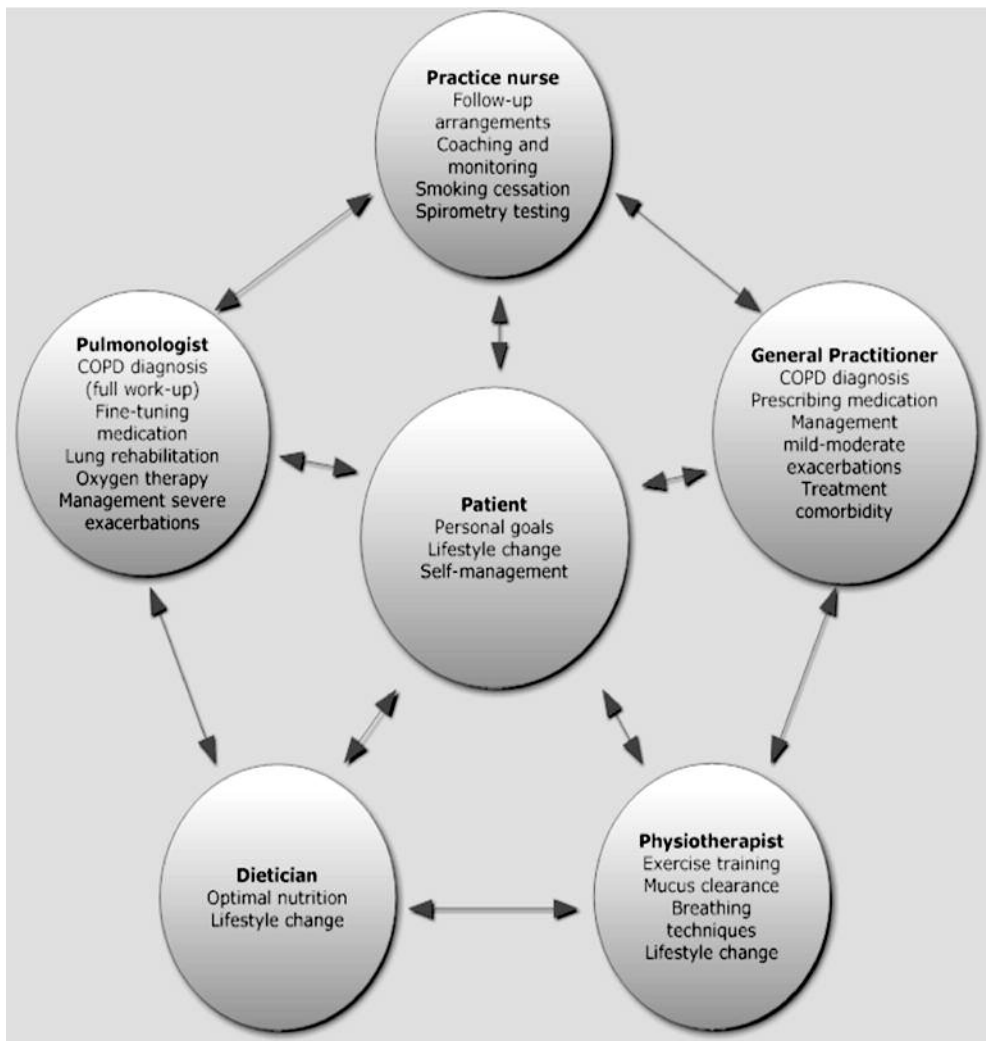 Practice nurse
Follow-up
arrangements
Coaching and
monitoring
Smoking cessation
Spirometry testing
Pulmonologist
COPD diagnosis
(full work-up)
Fine-tuning
medication
Lung rehabilitation
Oxygen therapy
Management severe
exacerbations
General Practitioner
COPD diagnosis
Prescribing medication
Management
mild-moderate
exacerbations
Treatment
comorbidity
Patient
Personal goals
Lifestyle change
Self-management
Dietician
Optimal nutrition
Lifestyle change
Physiotherapist
Exercise training
Mucus clearance
Breathing
techniques
Lifestyle change